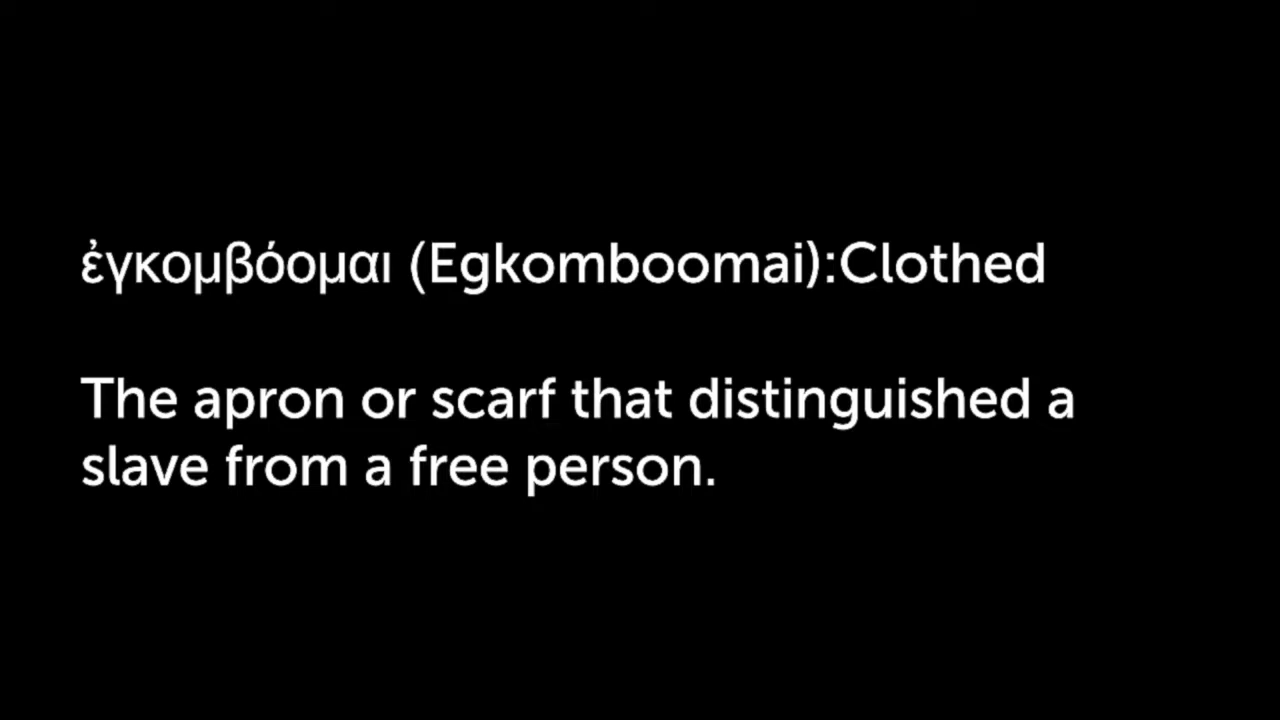 ἐγκομβόομαι (Egkomboomai):Clothed
The apron or scarf that distinguished a
slave from a free person.